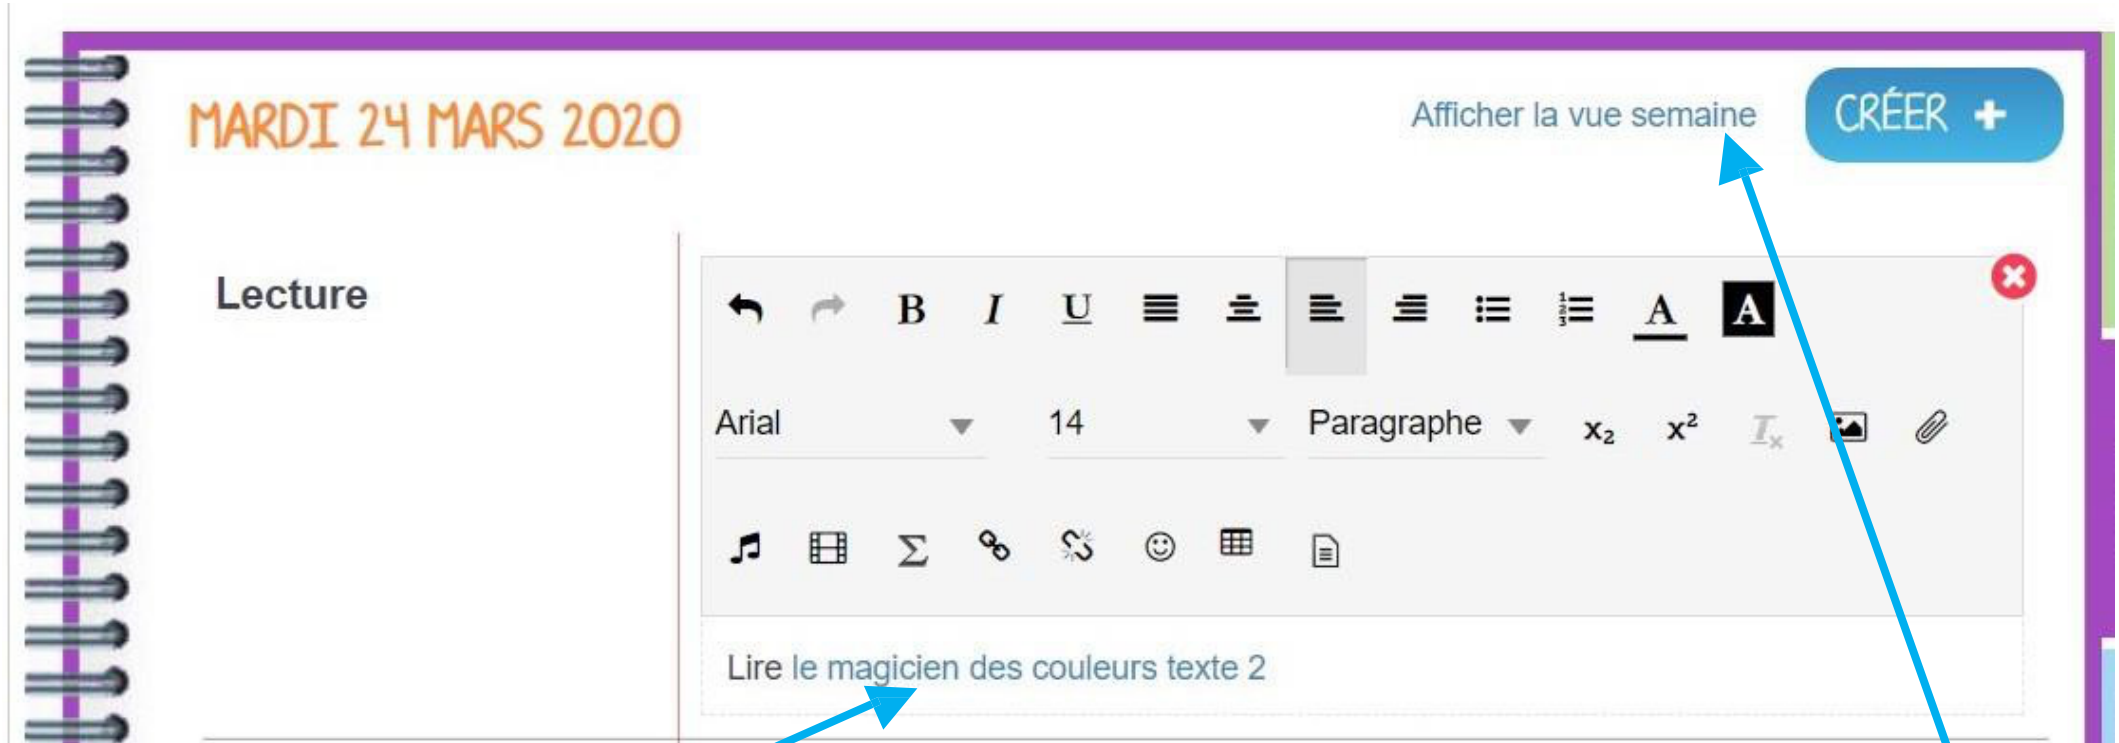 MARDI 24 MARS 2020
Afficher la vue semaine
CRÉER +
Lecture
B I U A A
Arial 14 Paragraphe x₂ x² Tx
Σ
Lire le magicien des couleurs texte 2